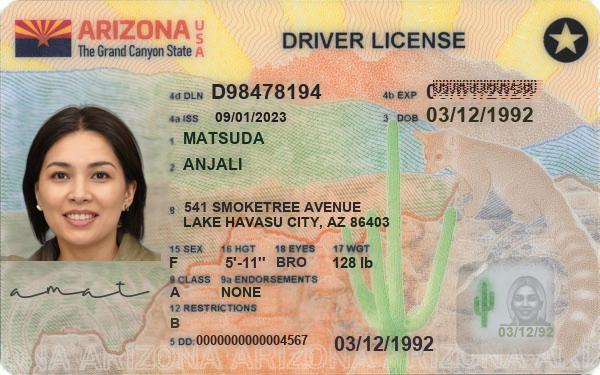 ARIZONA USA
The Grand Canyon State
DRIVER LICENSE
4d DLN D98478194
4b EXP
4a ISS 09/01/2023
3 DOB 03/12/1992
1 MATSUDA
2 ANJALI
8 541 SMOKETREE AVENUE
LAKE HAVASU CITY, AZ 86403
15 SEX 16 HGT 18 EYES 17 WGT
F 5'-11" BRO 128 lb
9 CLASS 9a ENDORSEMENTS
A NONE
12 RESTRICTIONS
B
5 DD: 0000000000004567
03/12/1992
03/12/92
amat
ARIZONA ARIZONA ARIZONA